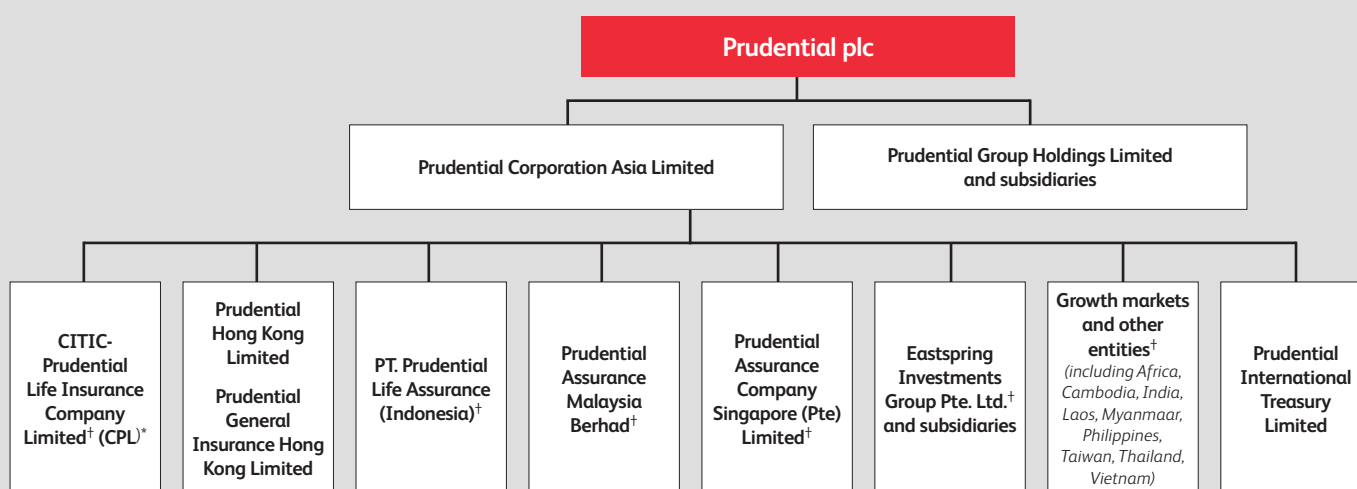 Prudential plc
Prudential Corporation Asia Limited
Prudential Group Holdings Limited
and subsidiaries
CITIC-
Prudential
Life Insurance
Company
Limited† (CPL)*
Prudential
Hong Kong
Limited
Prudential
General
Insurance Hong
Kong Limited
PT. Prudential
Life Assurance
(Indonesia)†
Prudential
Assurance
Malaysia
Berhad†
Prudential
Assurance
Company
Singapore (Pte)
Limited†
Eastspring
Investments
Group Pte. Ltd.†
and subsidiaries
Growth markets
and other
entities†
(including Africa,
Cambodia, India,
Laos, Myanmaar,
Philippines,
Taiwan, Thailand,
Vietnam)
Prudential
International
Treasury
Limited